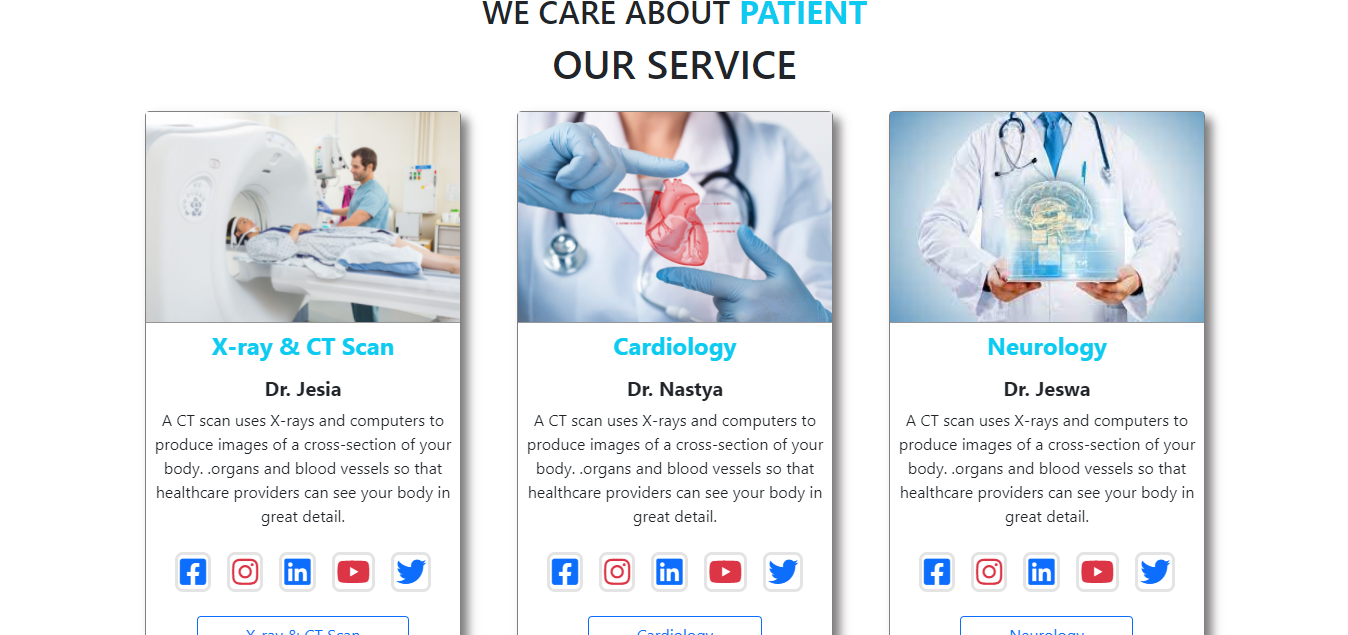 WE CARE ABOUT PATIENT
OUR SERVICE
X-ray & CT Scan
Dr. Jesia
A CT scan uses X-rays and computers to
produce images of a cross-section of your
body. .organs and blood vessels so that
healthcare providers can see your body in
great detail.
X-ray & CT Scan
Cardiology
Dr. Nastya
A CT scan uses X-rays and computers to
produce images of a cross-section of your
body. .organs and blood vessels so that
healthcare providers can see your body in
great detail.
Cardiology
Neurology
Dr. Jeswa
A CT scan uses X-rays and computers to
produce images of a cross-section of your
body. .organs and blood vessels so that
healthcare providers can see your body in
great detail.
Neurology